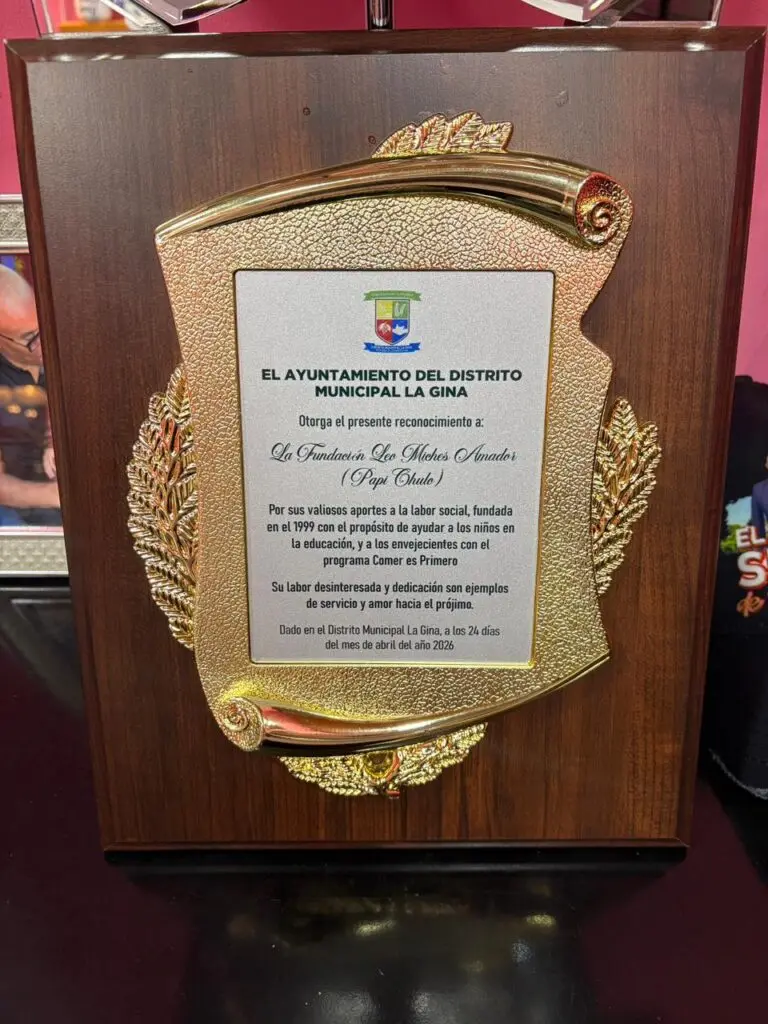 EL AYUNTAMIENTO DEL DISTRITO
MUNICIPAL LA GINA
Otorga el presente reconocimiento a:
La Fundación Leo Miches Amador
(Papi Chulo)
Por sus valiosos aportes a la labor social, fundada
en el 1999 con el propósito de ayudar a los niños en
la educación, y a los envejecientes con el
programa Comer es Primero
Su labor desinteresada y dedicación son ejemplos
de servicio y amor hacia el prójimo.
Dado en el Distrito Municipal La Gina, a los 24 días
del mes de abril del año 2026
EL
de